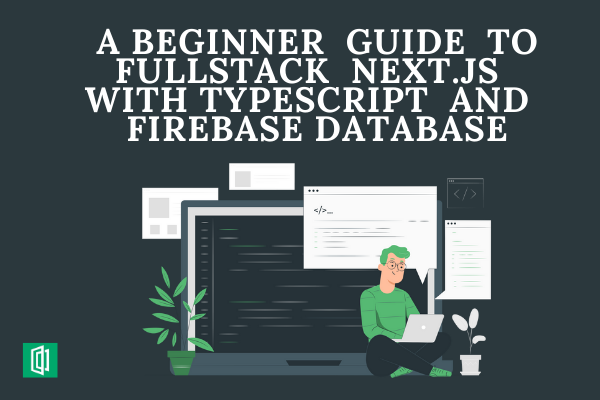 A BEGINNER GUIDE TO
FULLSTACK NEXT.JS
WITH TYPESCRIPT AND
FIREBASE DATABASE
</>...
</>